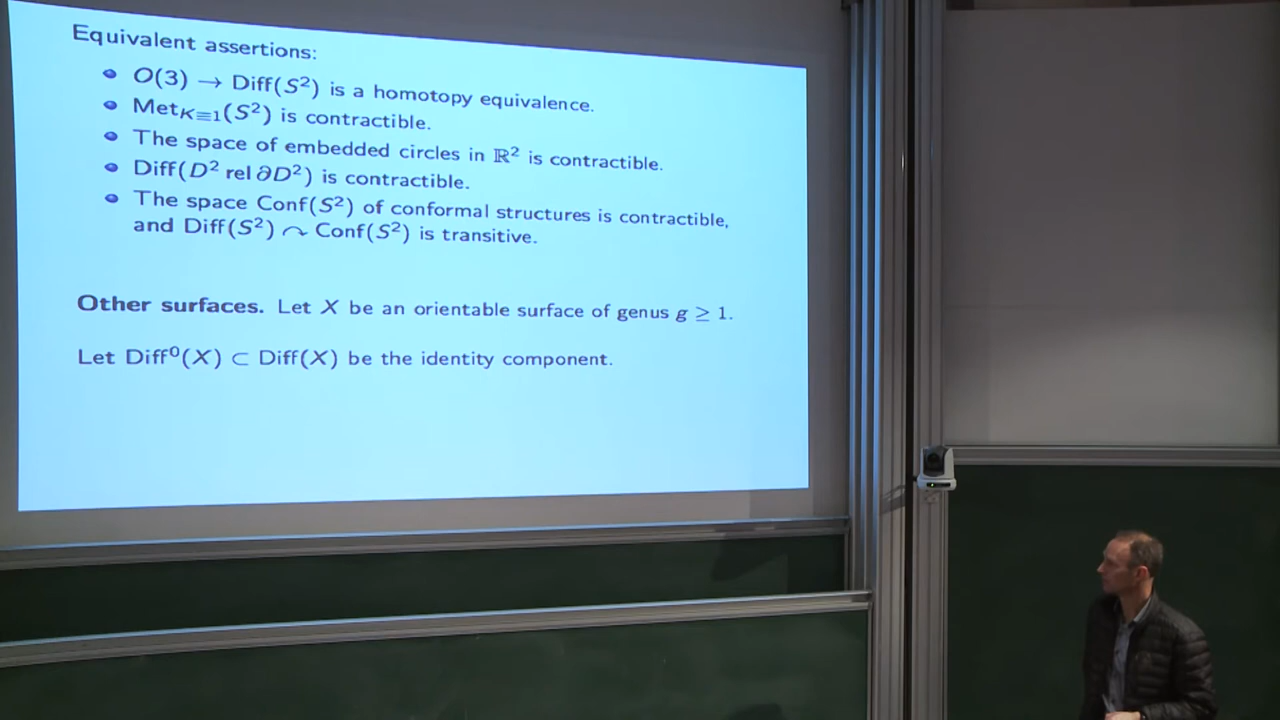 Equivalent assertions:
• O(3) → Diff(S²) is a homotopy equivalence.
• Met_{K≡1}(S²) is contractible.
• The space of embedded circles in ℝ² is contractible.
• Diff(D² rel ∂D²) is contractible.
• The space Conf(S²) of conformal structures is contractible,
and Diff(S²) ↷ Conf(S²) is transitive.
Other surfaces. Let X be an orientable surface of genus g ≥ 1.
Let Diff⁰(X) ⊂ Diff(X) be the identity component.